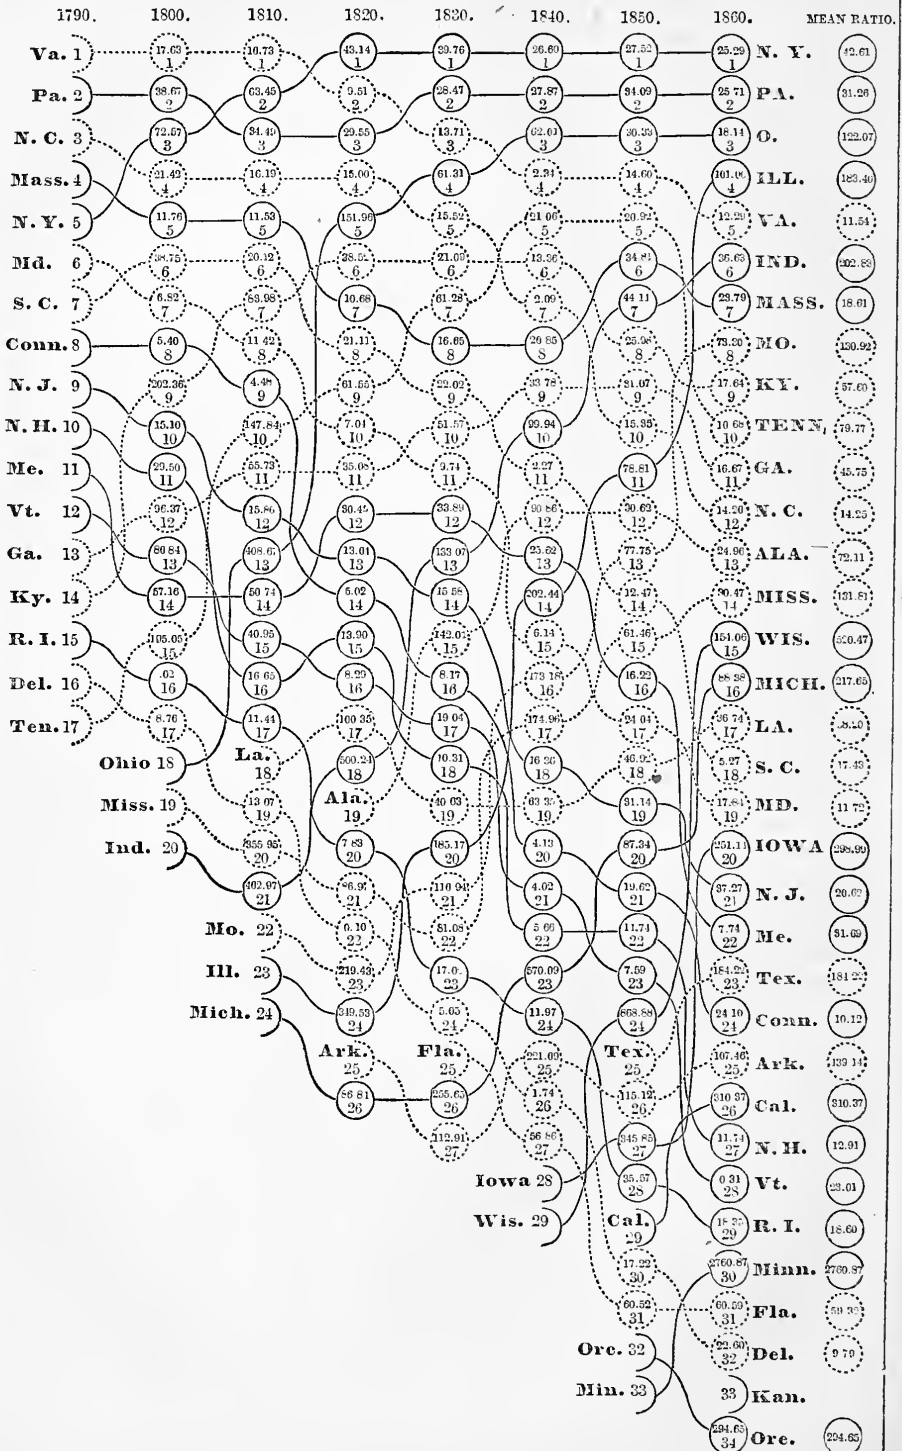 1790. 1800. 1810. 1820. 1830. 1840. 1850. 1860. MEAN RATIO.
Va. 1 17.63 1 10.73 1 43.14 1 39.76 1 26.60 1 27.52 1 25.29 1 N. Y. 42.61
Pa. 2 38.67 2 63.45 2 9.51 2 28.47 2 27.87 2 34.09 2 25 71 2 PA. 31.26
N. C. 3 72.57 3 34.49 3 29.55 3 13.71 3 62.01 3 30.33 3 18.14 3 O. 122.07
Mass. 4 21.42 4 16.19 4 15.00 4 61.31 4 2.34 4 14.60 4 101.06 4 ILL. 183.40
N. Y. 5 11.76 5 11.53 5 151.96 5 15.52 5 21 06 5 20.92 5 12.29 5 VA. 11.54
Md. 6 38.75 6 20.12 6 38.52 6 21.09 6 13.36 6 34.81 6 36.63 6 IND. 202.83
S. C. 7 6.82 7 83.98 7 10.68 7 61.28 7 2.09 7 44 11 7 23.79 7 MASS. 18.61
Conn. 8 5.40 8 11 42 8 21.11 8 16.65 8 20 85 8 25.98 8 73.30 8 MO. 130.92
N. J. 9 202.36 9 4.48 9 61.55 9 22.02 9 33 78 9 31.07 9 17.64 9 KY. 57.60
N. H. 10 15.10 10 147.84 10 7.01 10 51.57 10 99.94 10 15.35 10 10 68 10 TENN, 79.77
Me. 11 29.50 11 55.73 11 35.08 11 9.74 11 2.27 11 78.81 11 16.67 11 GA. 45.75
Vt. 12 96.37 12 15.86 12 30.45 12 33.89 12 90 86 12 30.62 12 14.20 12 N. C. 14.25
Ga. 13 80 84 13 408.67 13 13.01 13 133 07 13 25.62 13 77.75 13 24.96 13 ALA. 72.11
Ky. 14 57.16 14 50 74 14 5.02 14 15 58 14 202.44 14 12.47 14 30.47 14 MISS. 131.81
R. I. 15 195.05 15 40.95 15 13.90 15 142.01 15 6.14 15 61.46 15 154.06 15 WIS. 520.47
Del. 16 .02 16 16 65 16 8.29 16 8.17 16 173 18 16 16.22 16 88 38 16 MICH. 217.65
Ten. 17 8.76 17 11.44 17 100 35 17 19 04 17 174.96 17 24 04 17 36 74 17 LA.
Ohio 18 La. 18 500.24 18 10.31 18 16 36 18 46.92 18 5.27 18 S. C. 17.43
Miss. 19 13 07 19 Ala. 19 40 03 19 63 35 19 31.14 19 17.84 19 MD. 11 72
Ind. 20 355 95 20 7 83 20 185.17 20 4.13 20 87.34 20 251.11 20 IOWA 298.99
402.97 21 86.97 21 110 94 21 4.02 21 19.62 21 37.27 21 N. J. 20.62
Mo. 22 0.10 22 81.08 22 5 66 22 11.74 22 7.74 22 Me. 31.69
Ill. 23 219.43 23 17.02 23 570.09 23 7.59 23 184.22 23 Tex. 184 22
Mich. 24 349.53 24 5.05 24 11.97 24 868.88 24 24 10 24 Conn. 10.12
Ark. 25 Fla. 25 221.09 25 Tex. 25 107.46 25 Ark. 139 14
86 81 26 255.65 26 1.74 26 115.12 26 310 37 26 Cal. 310.37
112.91 27 56 86 27 345 85 27 11.74 27 N. H. 12.91
Iowa 28 35.57 28 0 31 28 Vt. 23.01
Wis. 29 Cal. 29 18 35 29 R. I. 18.60
17.22 30 2760.87 30 Minn. 2760.87
60.52 31 60.59 31 Fla.
Ore. 32 22.60 32 Del. 9 79
Min. 33 33 Kan.
294.65 34 Ore. 294.65